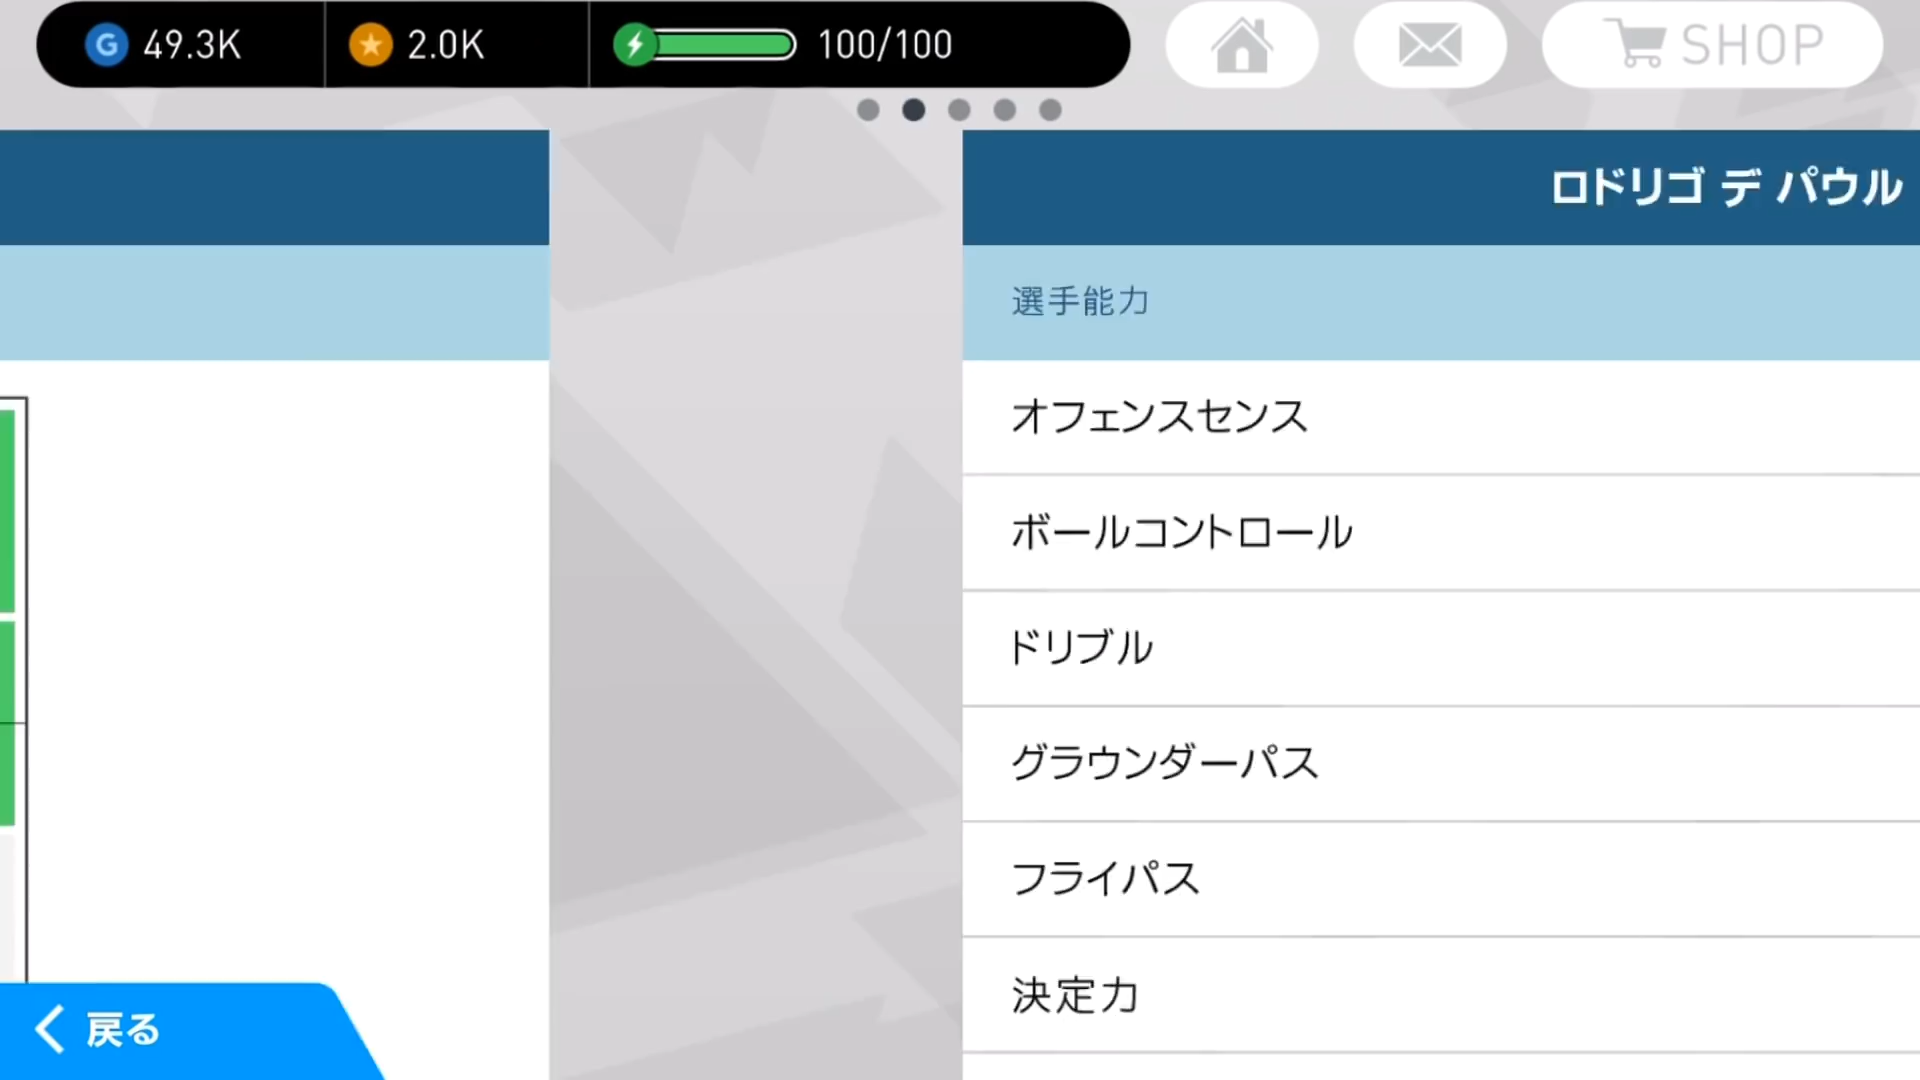 G 49.3K 2.0K 100/100 SHOP
ロドリゴ デ パウル
選手能力
オフェンスセンス
ボールコントロール
ドリブル
グラウンダーパス
フライパス
決定力
戻る